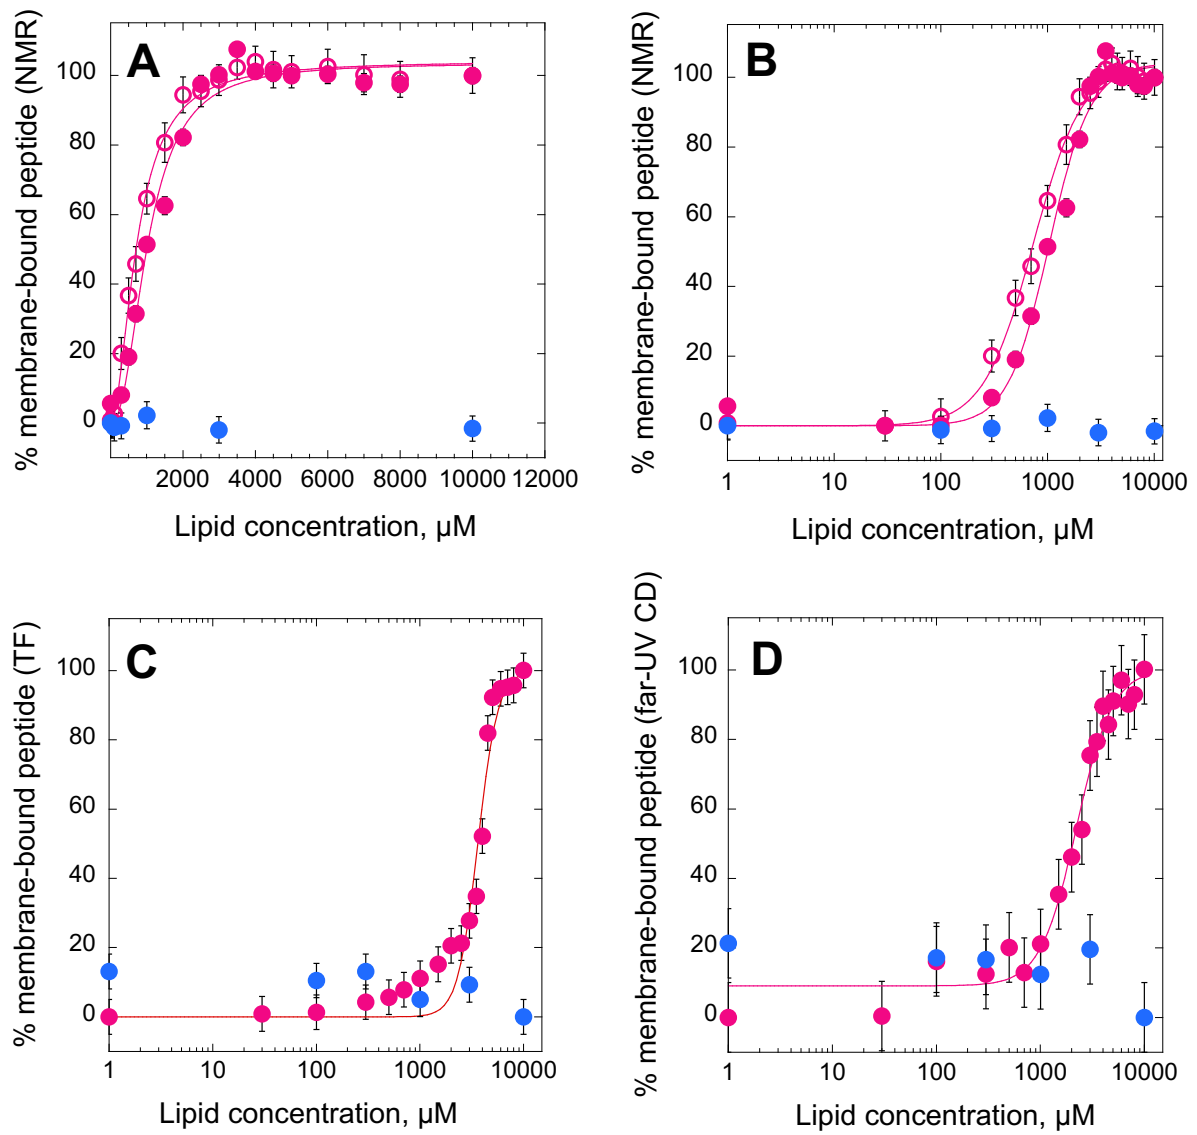 A
% membrane-bound peptide (NMR)
100
80
60
40
20
0
2000 4000 6000 8000 10000 12000
Lipid concentration, µM
B
% membrane-bound peptide (NMR)
100
80
60
40
20
0
1 10 100 1000 10000
Lipid concentration, µM
C
% membrane-bound peptide (TF)
100
80
60
40
20
0
1 10 100 1000 10000
Lipid concentration, µM
D
% membrane-bound peptide (far-UV CD)
100
80
60
40
20
0
1 10 100 1000 10000
Lipid concentration, µM